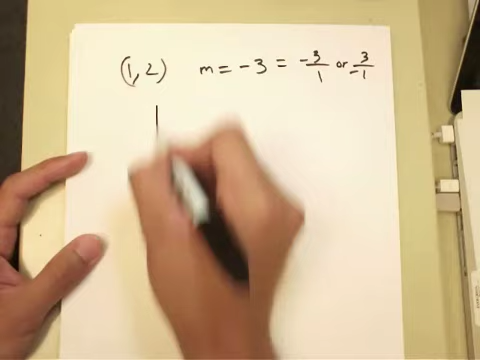 (1,2) m = -3 = -3/1 or 3/-1